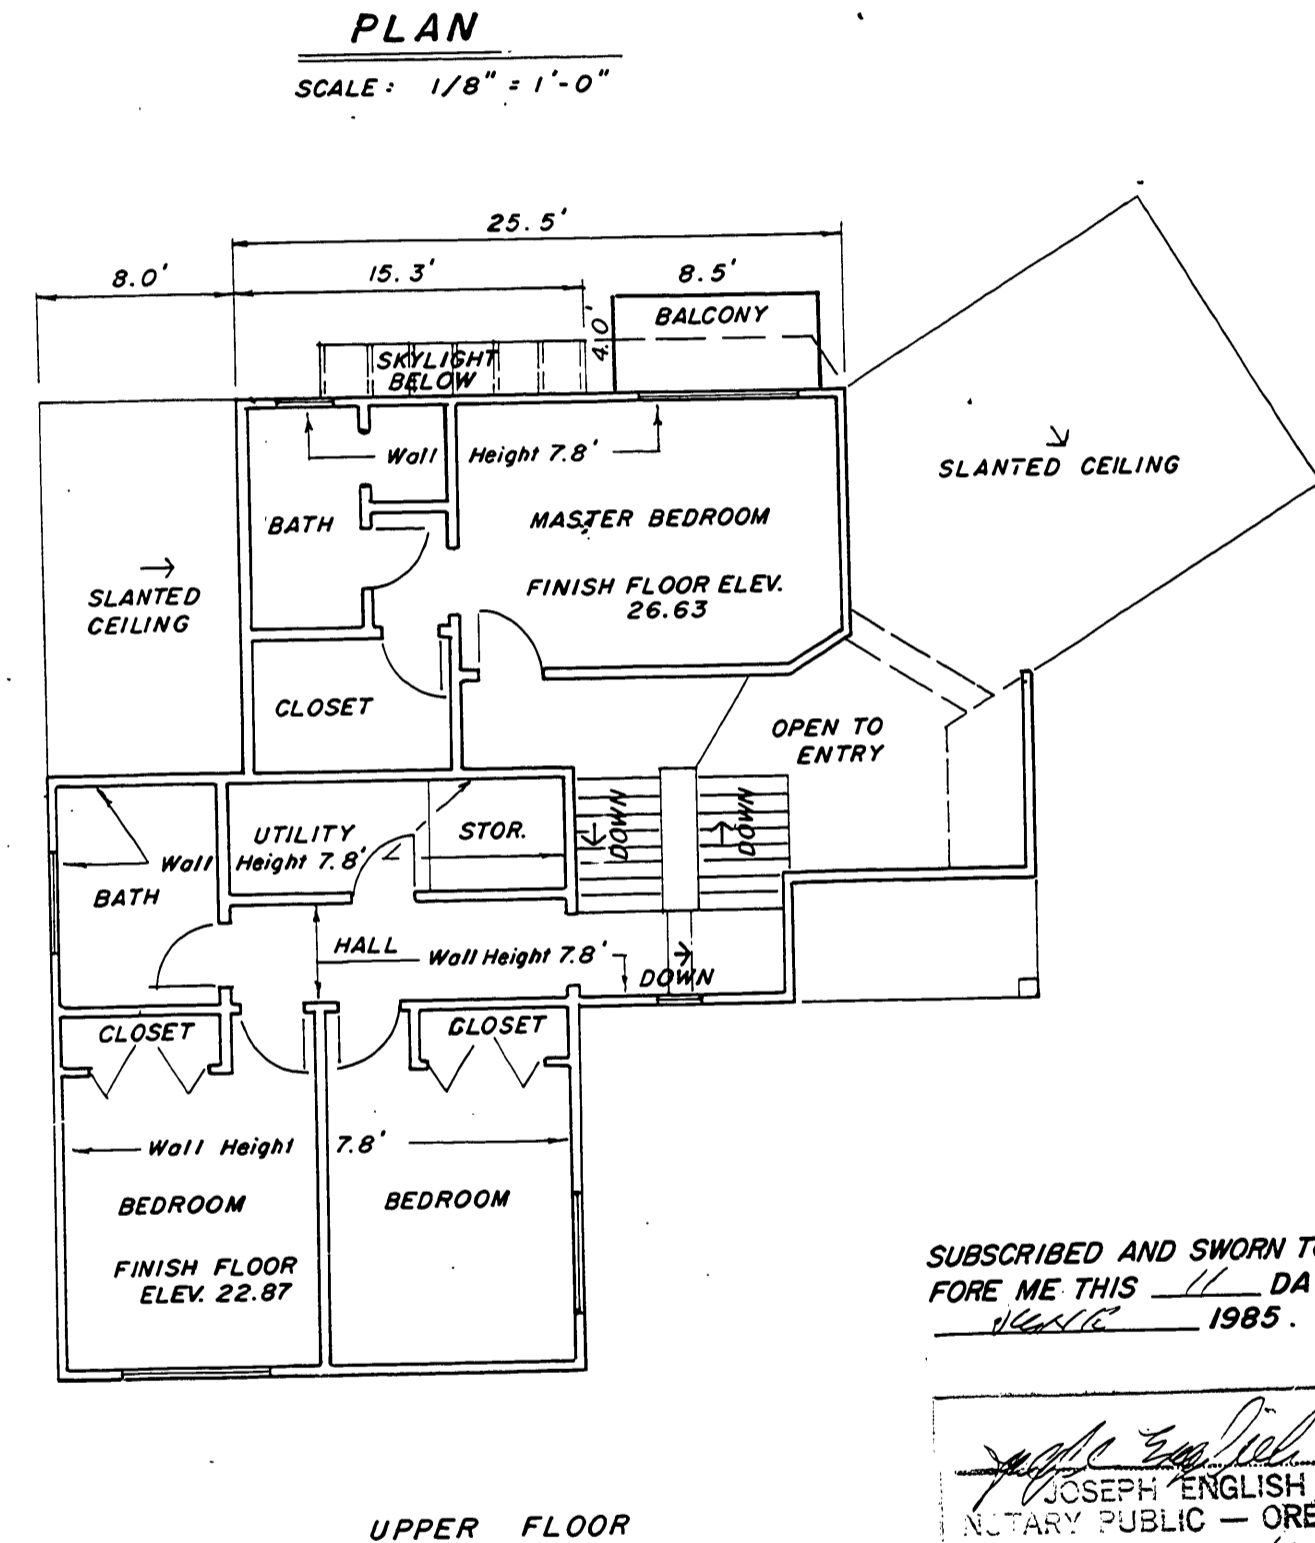 PLAN
SCALE: 1/8" = 1'-0"
25.5'
8.0'
15.3'
8.5'
4.0'
BALCONY
SKYLIGHT
BELOW
Wall Height 7.8'
SLANTED CEILING
BATH
MASTER BEDROOM
FINISH FLOOR ELEV.
26.63
SLANTED
CEILING
CLOSET
OPEN TO
ENTRY
UTILITY
STOR.
DOWN
DOWN
Wall Height 7.8'
BATH
HALL
Wall Height 7.8'
DOWN
CLOSET
CLOSET
Wall Height 7.8'
BEDROOM
BEDROOM
FINISH FLOOR
ELEV. 22.87
SUBSCRIBED AND SWORN TO
FORE ME THIS 11 DA
1985.
JOSEPH ENGLISH
NOTARY PUBLIC — ORE
UPPER FLOOR